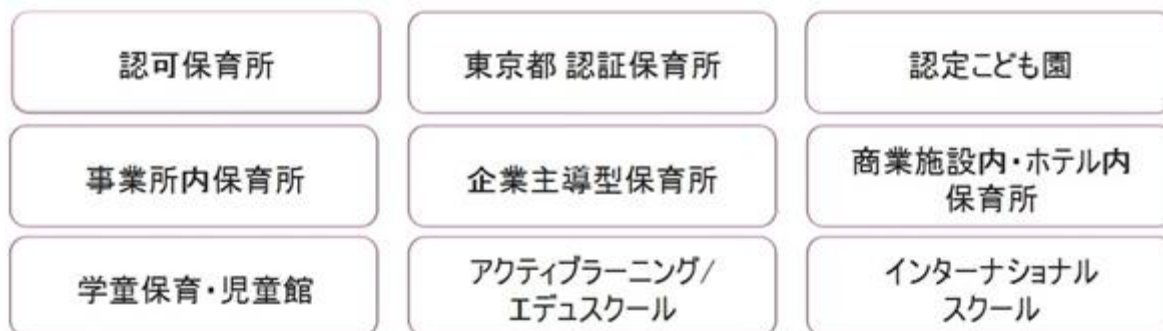 認可保育所
東京都 認証保育所
認定こども園
事業所内保育所
企業主導型保育所
商業施設内・ホテル内
保育所
学童保育・児童館
アクティブラーニング/
エデュスクール
インターナショナル
スクール